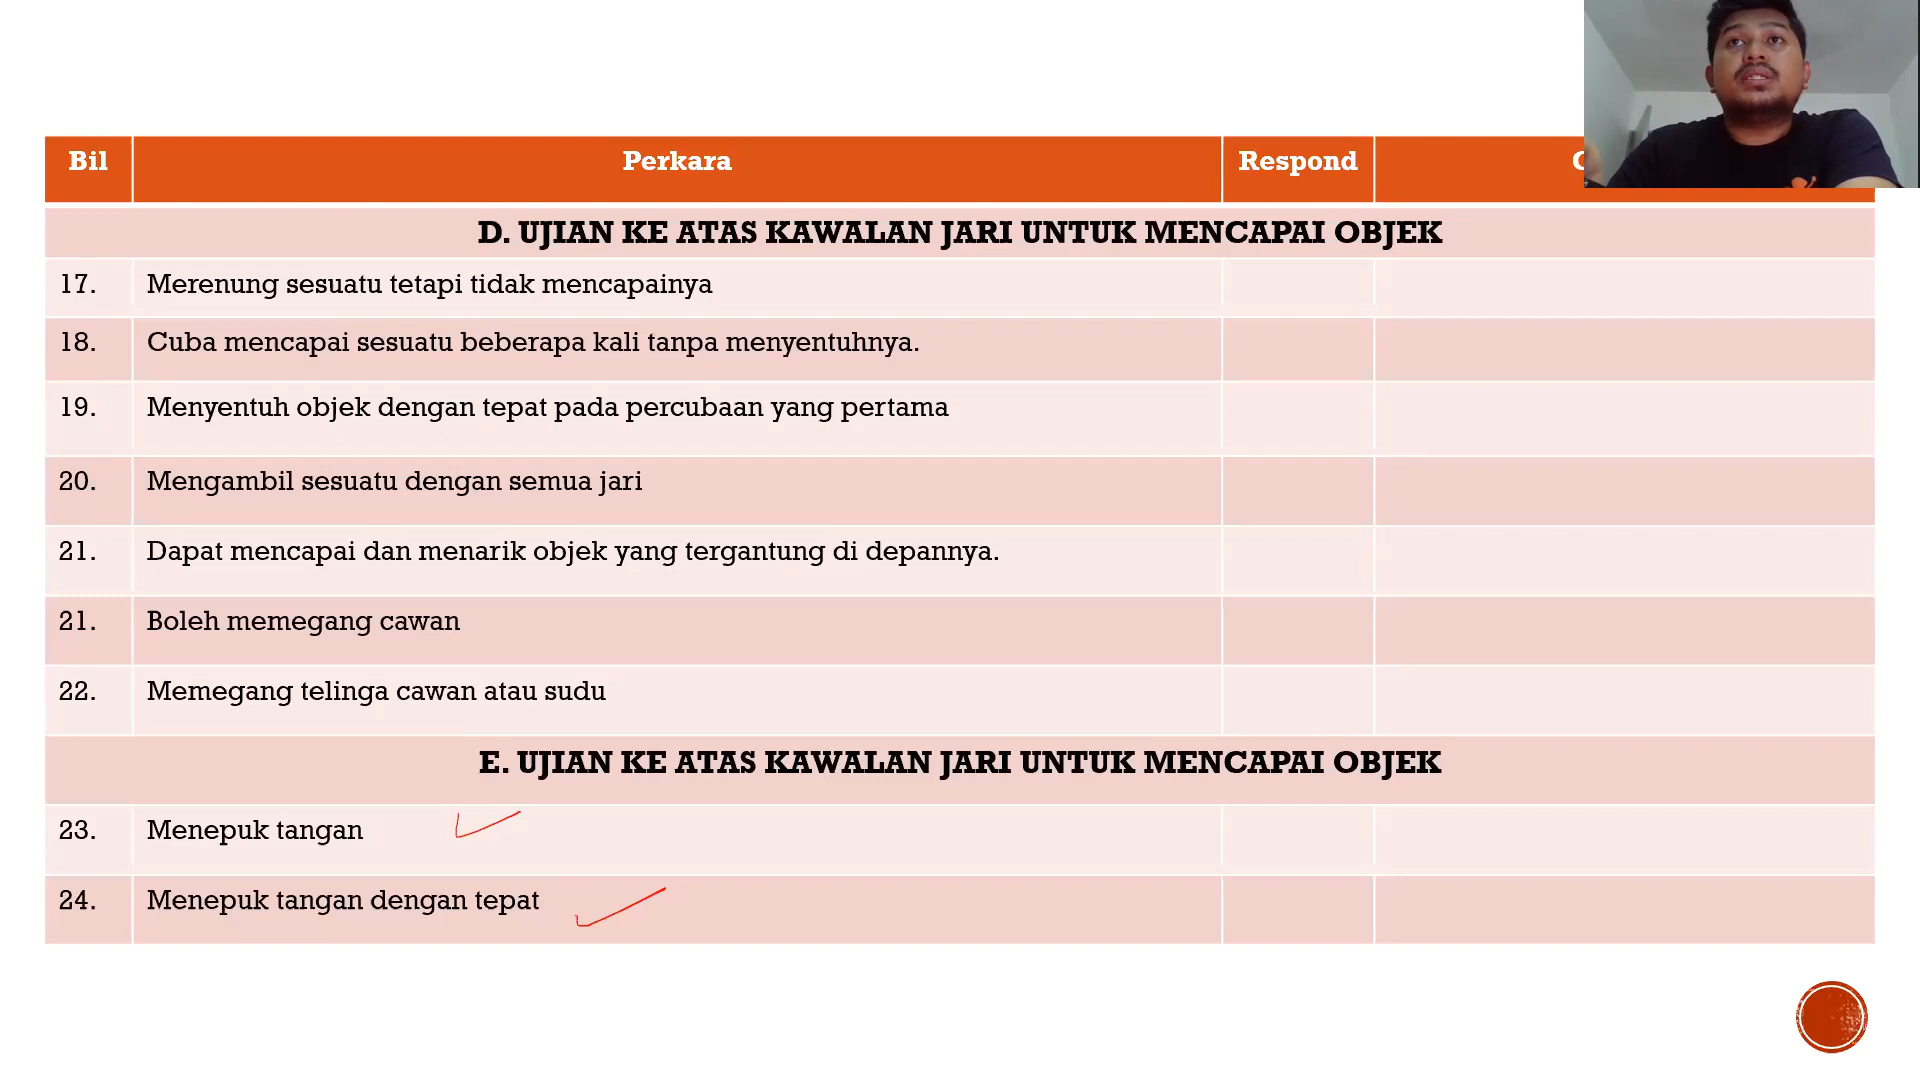 Bil Perkara Respond
D. UJIAN KE ATAS KAWALAN JARI UNTUK MENCAPAI OBJEK
17. Merenung sesuatu tetapi tidak mencapainya
18. Cuba mencapai sesuatu beberapa kali tanpa menyentuhnya.
19. Menyentuh objek dengan tepat pada percubaan yang pertama
20. Mengambil sesuatu dengan semua jari
21. Dapat mencapai dan menarik objek yang tergantung di depannya.
21. Boleh memegang cawan
22. Memegang telinga cawan atau sudu
E. UJIAN KE ATAS KAWALAN JARI UNTUK MENCAPAI OBJEK
23. Menepuk tangan
24. Menepuk tangan dengan tepat